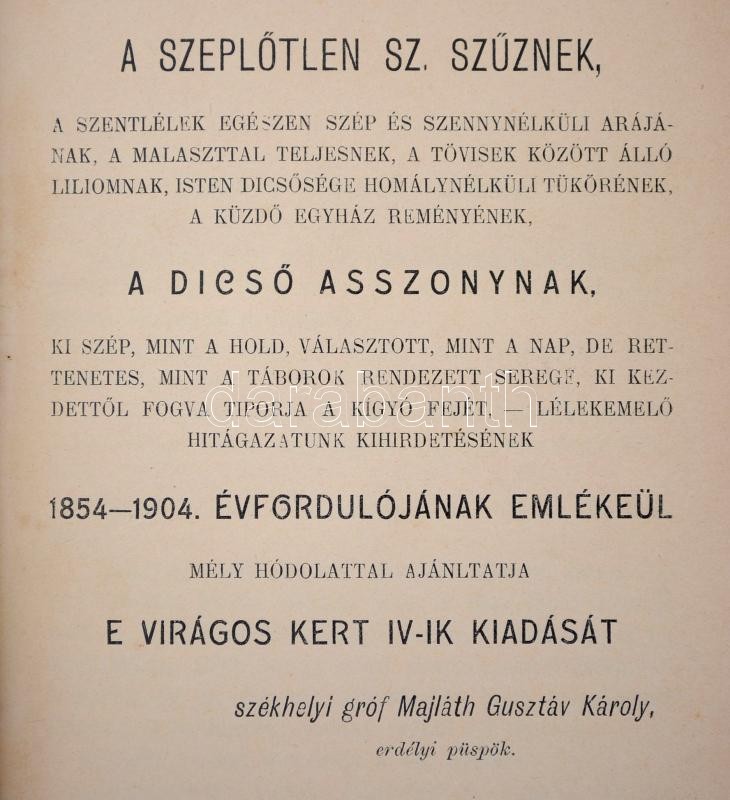 A SZEPLŐTLEN SZ. SZŰZNEK,
A SZENTLÉLEK EGÉSZEN SZÉP ÉS SZENNYNÉLKÜLI ARÁJÁ-
NAK, A MALASZTTAL TELJESNEK, A TÖVISEK KÖZÖTT ÁLLÓ
LILIOMNAK, ISTEN DICSŐSÉGE HOMÁLYNÉLKÜLI TÜKÖRÉNEK,
A KÜZDŐ EGYHÁZ REMÉNYÉNEK,
A DICSŐ ASSZONYNAK,
KI SZÉP, MINT A HOLD, VÁLASZTOTT, MINT A NAP, DE RET-
TENETES, MINT A TÁBOROK RENDEZETT SEREGE, KI KEZ-
DETTŐL FOGVA TIPORJA A KÍGYÓ FEJÉT, — LÉLEKEMELŐ
HITÁGAZATUNK KIHIRDETÉSÉNEK
1854—1904. ÉVFORDULÓJÁNAK EMLÉKEÜL
MÉLY HÓDOLATTAL AJÁNLTATJA
E VIRÁGOS KERT IV-IK KIADÁSÁT
székhelyi gróf Majláth Gusztáv Károly,
erdélyi püspök.
darabanth